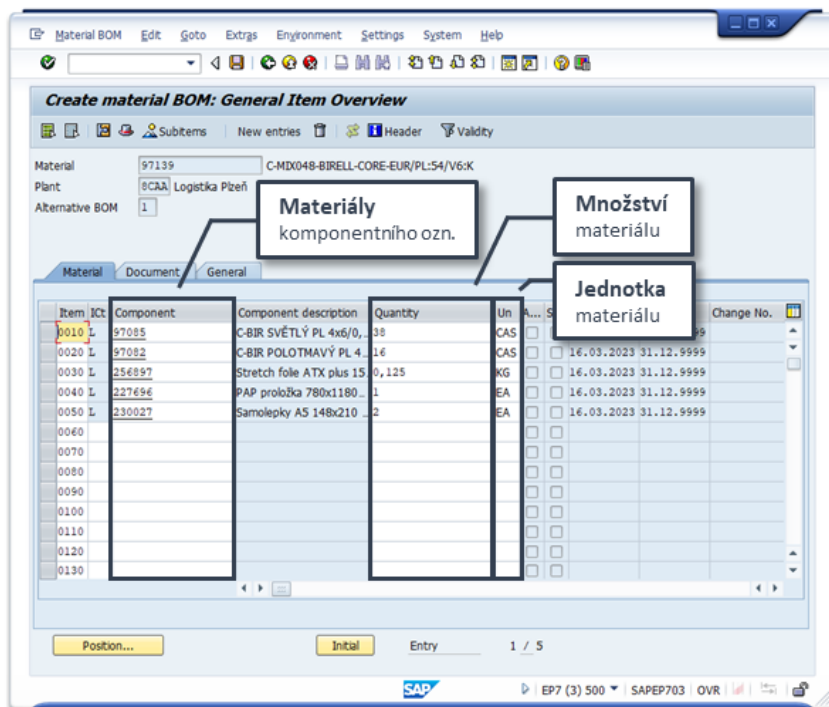 Material BOM Edit Goto Extras Environment Settings System Help
Create material BOM: General Item Overview
Subitems New entries Header Validity
Material 97139 C-MIX048-BIRELL-CORE-EUR/PL:54/V6:K
Plant 8CAA Logistika Plzeň
Alternative BOM 1
Materiály
komponentního ozn.
Množství
materiálu
Jednotka
materiálu
Material Document General
Item ICt Component Component description Quantity Un A... S Change No.
0010 L 97085 C-BIR SVĚTLÝ PL 4x6/0,.. 38 CAS
0020 L 97082 C-BIR POLOTMAVÝ PL 4.. 16 CAS 16.03.2023 31.12.9999
0030 L 256897 Stretch folie ATX plus 15.. 0,125 KG 16.03.2023 31.12.9999
0040 L 227696 PAP proložka 780x1180.. 1 EA 16.03.2023 31.12.9999
0050 L 230027 Samolepky A5 148x210 .. 2 EA 16.03.2023 31.12.9999
0060
0070
0080
0090
0100
0110
0120
0130
Position... Initial Entry 1 / 5
SAP EP7 (3) 500 SAPEP703 OVR